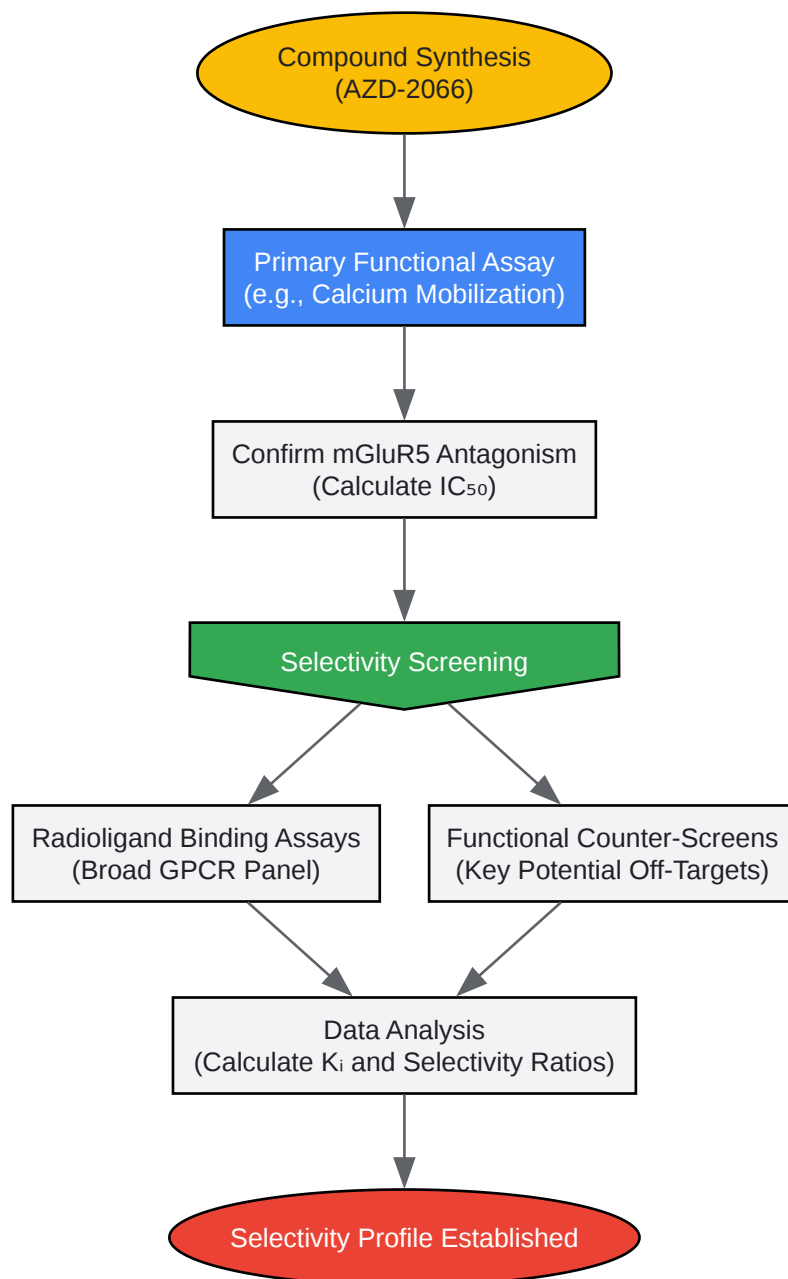 Compound Synthesis
(AZD-2066)
Primary Functional Assay
(e.g., Calcium Mobilization)
Confirm mGluR5 Antagonism
(Calculate IC₅₀)
Selectivity Screening
Radioligand Binding Assays
(Broad GPCR Panel)
Functional Counter-Screens
(Key Potential Off-Targets)
Data Analysis
(Calculate Kᵢ and Selectivity Ratios)
Selectivity Profile Established